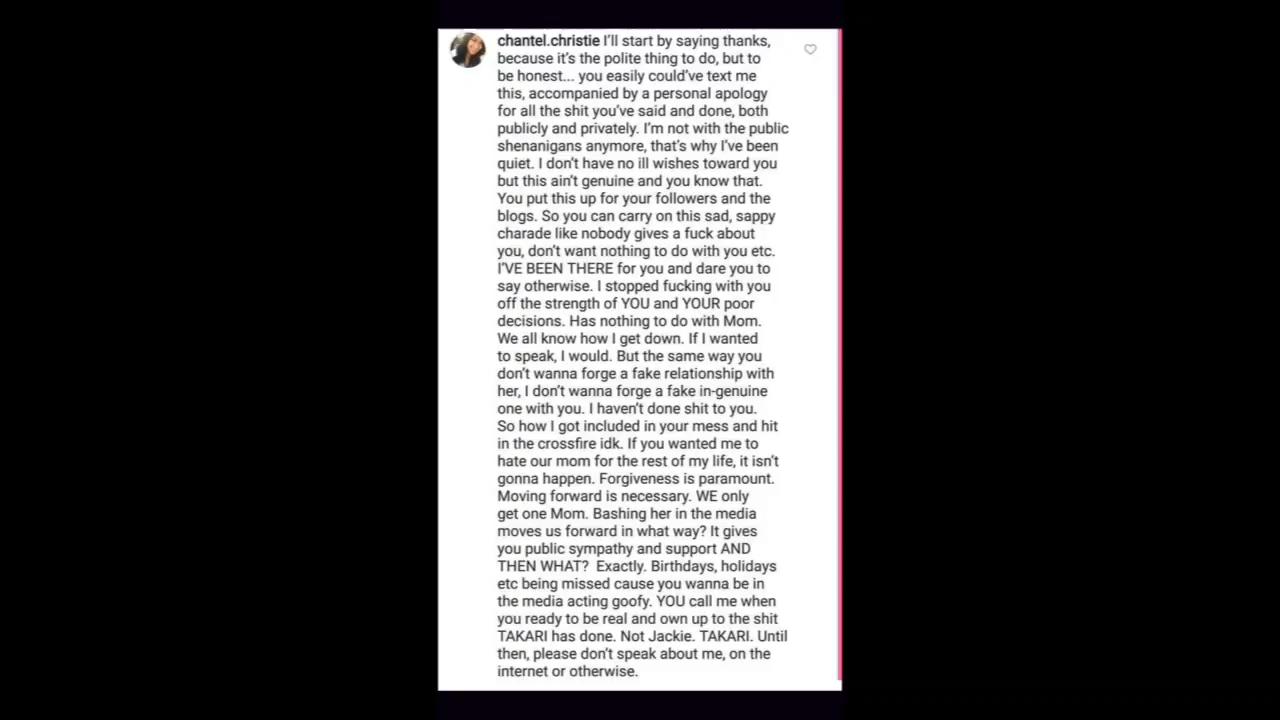 chantel.christie I'll start by saying thanks,
because it's the polite thing to do, but to
be honest... you easily could've text me
this, accompanied by a personal apology
for all the shit you've said and done, both
publicly and privately. I'm not with the public
shenanigans anymore, that's why I've been
quiet. I don't have no ill wishes toward you
but this ain't genuine and you know that.
You put this up for your followers and the
blogs. So you can carry on this sad, sappy
charade like nobody gives a fuck about
you, don't want nothing to do with you etc.
I'VE BEEN THERE for you and dare you to
say otherwise. I stopped fucking with you
off the strength of YOU and YOUR poor
decisions. Has nothing to do with Mom.
We all know how I get down. If I wanted
to speak, I would. But the same way you
don't wanna forge a fake relationship with
her, I don't wanna forge a fake in-genuine
one with you. I haven't done shit to you.
So how I got included in your mess and hit
in the crossfire idk. If you wanted me to
hate our mom for the rest of my life, it isn't
gonna happen. Forgiveness is paramount.
Moving forward is necessary. WE only
get one Mom. Bashing her in the media
moves us forward in what way? It gives
you public sympathy and support AND
THEN WHAT?  Exactly. Birthdays, holidays
etc being missed cause you wanna be in
the media acting goofy. YOU call me when
you ready to be real and own up to the shit
TAKARI has done. Not Jackie. TAKARI. Until
then, please don't speak about me, on the
internet or otherwise.